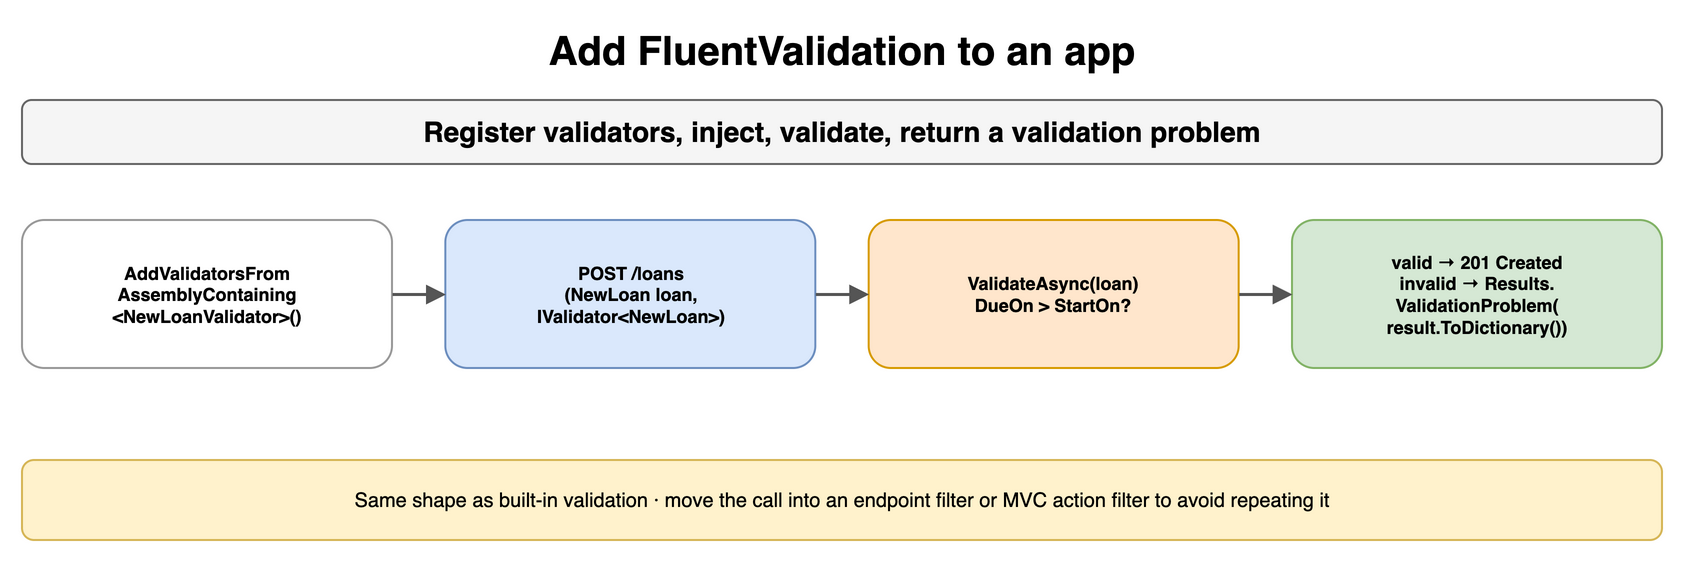 Add FluentValidation to an app
Register validators, inject, validate, return a validation problem
AddValidatorsFrom
AssemblyContaining
<NewLoanValidator>()
POST /loans
(NewLoan loan,
IValidator<NewLoan>)
ValidateAsync(loan)
DueOn > StartOn?
valid → 201 Created
invalid → Results.
ValidationProblem(
result.ToDictionary())
Same shape as built-in validation · move the call into an endpoint filter or MVC action filter to avoid repeating it